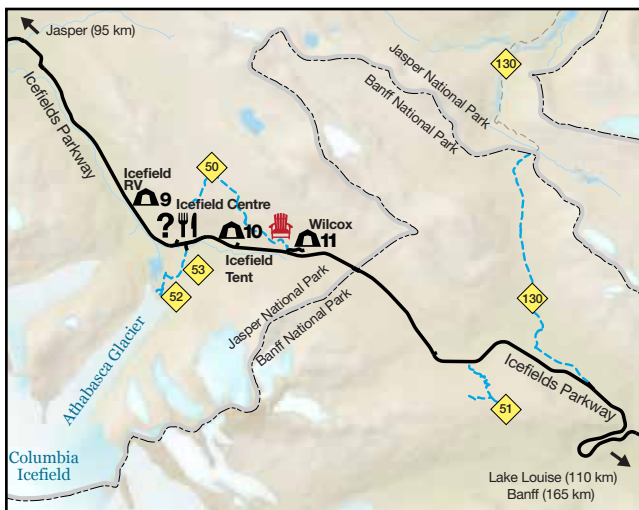 Jasper (95 km)
Icefields Parkway
130
Jasper National Park
Banff National Park
50
Icefield
RV
9
Icefield Centre
?
10
Wilcox
11
Icefield
Tent
53
52
Jasper National Park
Banff National Park
130
Athabasca Glacier
Icefields Parkway
51
Columbia
Icefield
Lake Louise (110 km)
Banff (165 km)